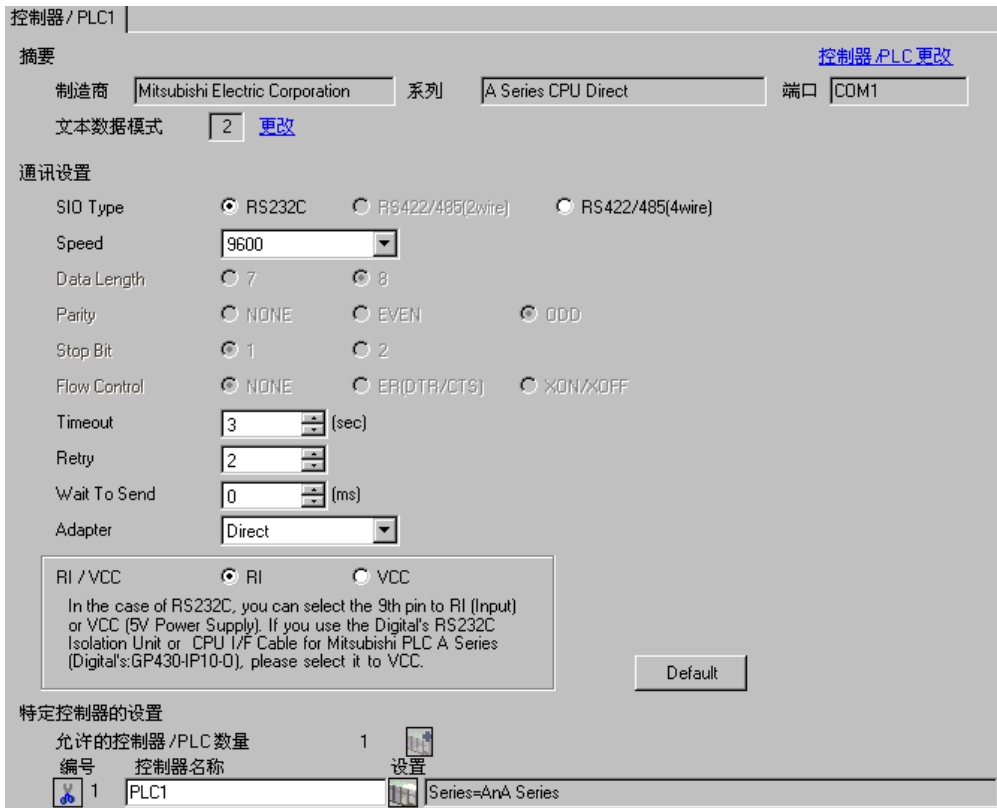 控制器/ PLC1
摘要 控制器/PLC更改
制造商 Mitsubishi Electric Corporation 系列 A Series CPU Direct 端口 COM1
文本数据模式 2 更改
通讯设置
SIO Type RS232C RS422/485(2wire) RS422/485(4wire)
Speed 9600
Data Length 7 8
Parity NONE EVEN ODD
Stop Bit 1 2
Flow Control NONE ER(DTR/CTS) XON/XOFF
Timeout 3 (sec)
Retry 2
Wait To Send 0 (ms)
Adapter Direct
RI / VCC RI VCC
In the case of RS232C, you can select the 9th pin to RI (Input)
or VCC (5V Power Supply). If you use the Digital's RS232C
Isolation Unit or CPU I/F Cable for Mitsubishi PLC A Series
(Digital's:GP430-IP10-O), please select it to VCC.
Default
特定控制器的设置
允许的控制器/PLC数量 1
编号 控制器名称 设置
1 PLC1 Series=AnA Series